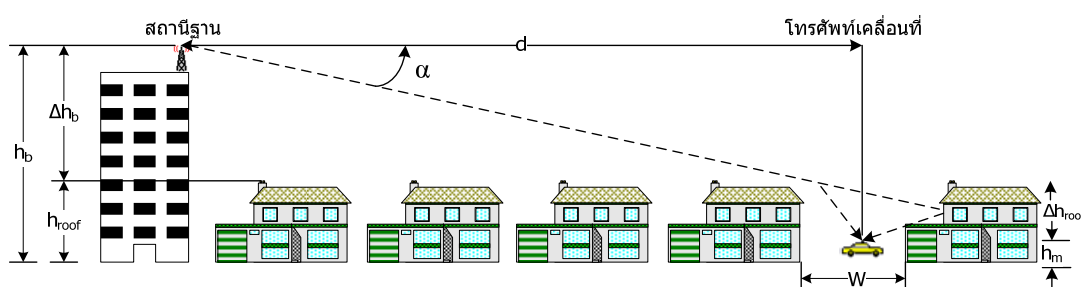 สถานีฐาน
โทรศัพท์เคลื่อนที่
d
α
Δhb
hb
hroof
Δhroo
hm
W